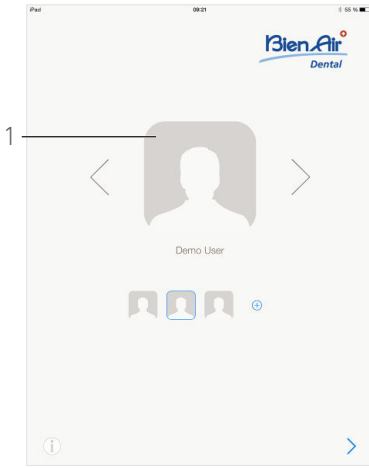 iPad
09:21
55 %
Bien Air
Dental
1
Demo User
i